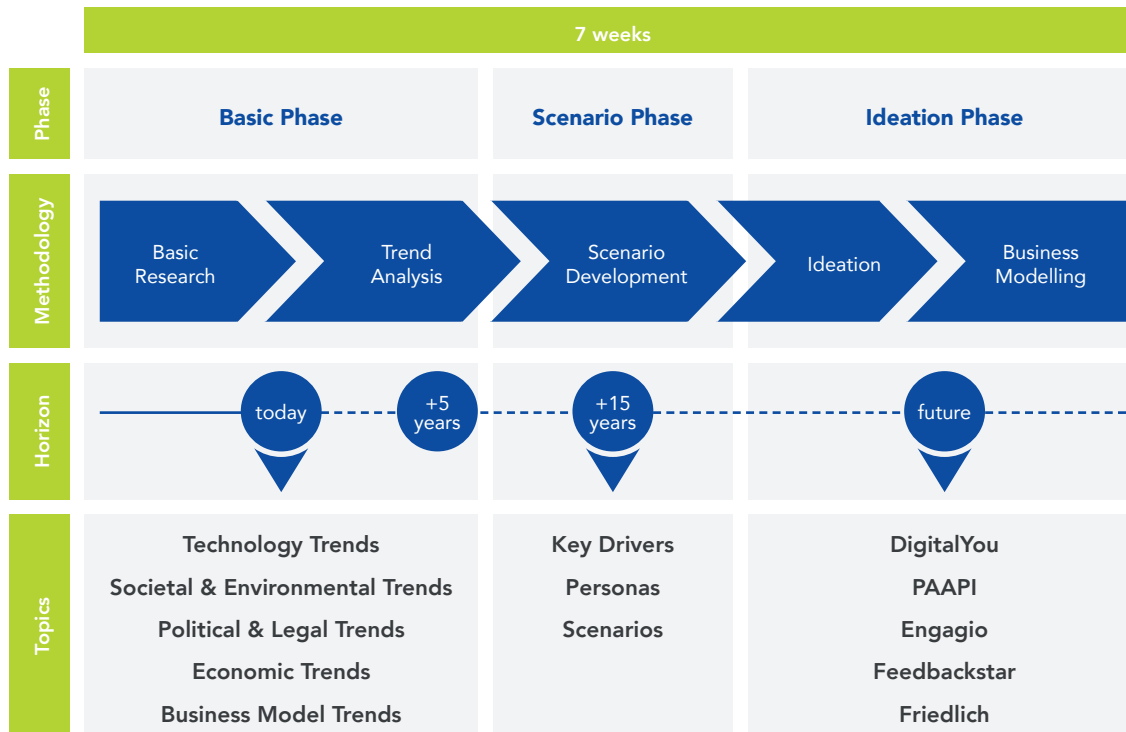 7 weeks
Phase
Basic Phase
Scenario Phase
Ideation Phase
Methodology
Basic
Research
Trend
Analysis
Scenario
Development
Ideation
Business
Modelling
Horizon
today
+5
years
+15
years
future
Topics
Technology Trends
Societal & Environmental Trends
Political & Legal Trends
Economic Trends
Business Model Trends
Key Drivers
Personas
Scenarios
DigitalYou
PAAPI
Engagio
Feedbackstar
Friedlich